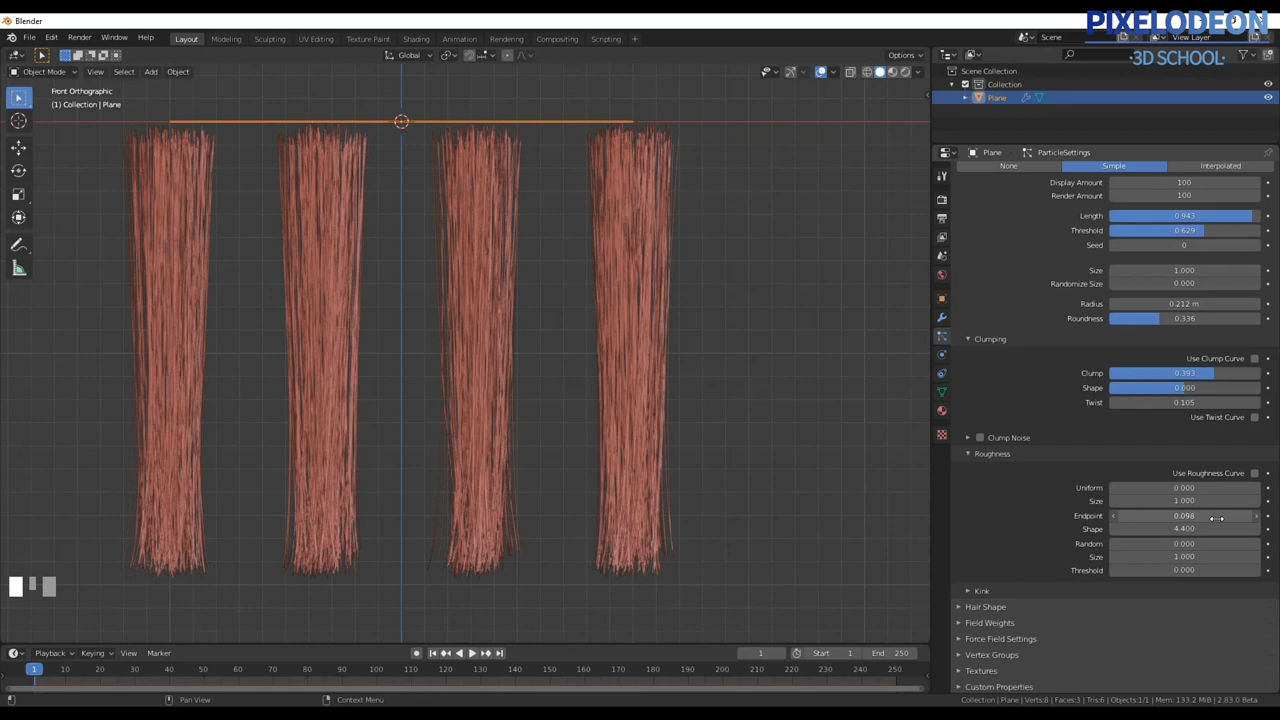 Blender
PIXELODEON
·3D SCHOOL·
File Edit Render Window Help Layout Modeling Sculpting UV Editing Texture Paint Shading Animation Rendering Compositing Scripting +
Scene View Layer
Global Options
Object Mode View Select Add Object
Scene Collection
Collection
Plane
Front Orthographic
(1) Collection | Plane
Plane ParticleSettings
None Simple Interpolated
Display Amount 100
Render Amount 100
Length 0.943
Threshold 0.629
Seed 0
Size 1.000
Randomize Size 0.000
Radius 0.212 m
Roundness 0.336
Clumping
Use Clump Curve
Clump 0.393
Shape 0.000
Twist 0.105
Use Twist Curve
Clump Noise
Roughness
Use Roughness Curve
Uniform 0.000
Size 1.000
Endpoint 0.098
Shape 4.400
Random 0.000
Size 1.000
Threshold 0.000
Kink
Hair Shape
Field Weights
Force Field Settings
Vertex Groups
Textures
Custom Properties
Playback Keying View Marker 1 Start 1 End 250
1 10 20 30 40 50 60 70 80 90 100 110 120 130 140 150 160 170 180 190 200 210 220 230 240 250
Pan View Context Menu Collection | Plane | Verts:8 | Faces:3 | Tris:6 | Objects:1/1 | Mem: 133.2 MiB | 2.83.0 Beta